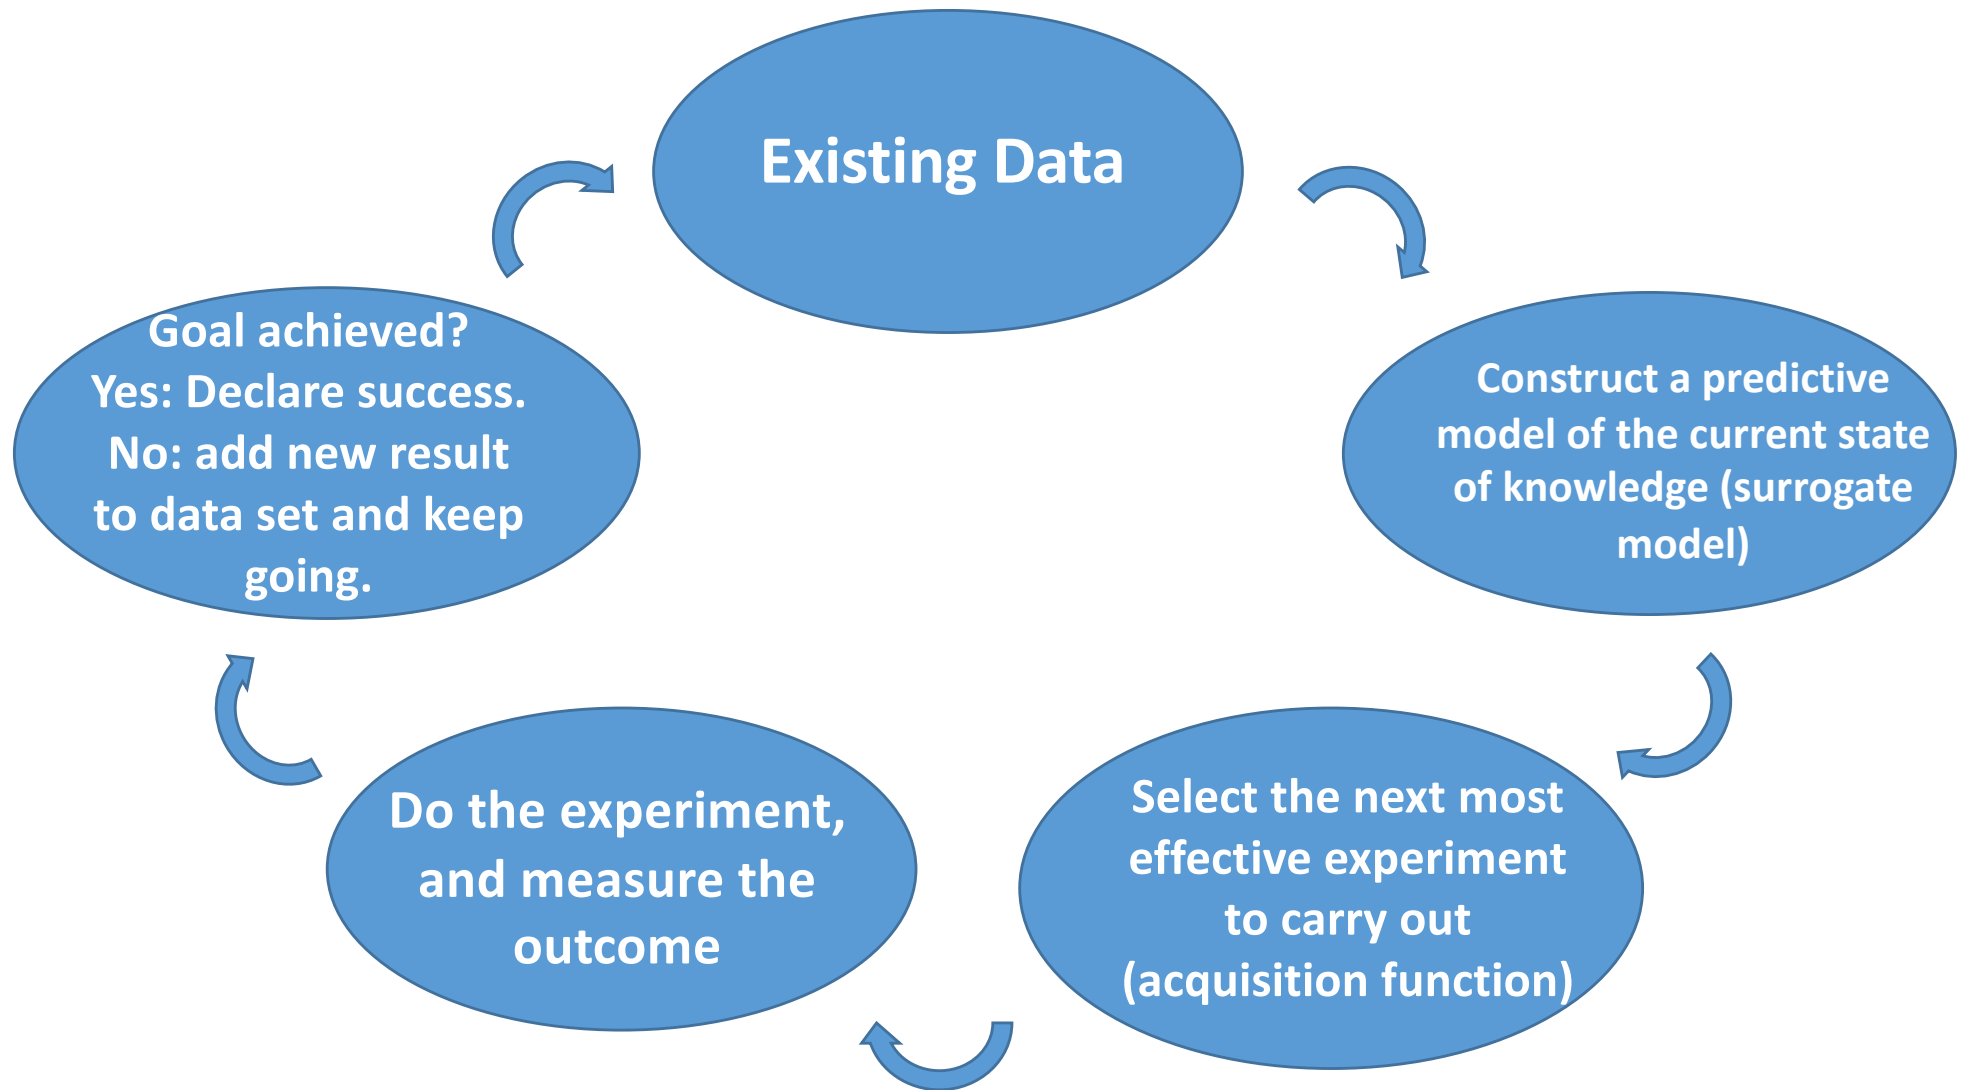 Existing Data
Construct a predictive
model of the current state
of knowledge (surrogate
model)
Select the next most
effective experiment
to carry out
(acquisition function)
Do the experiment,
and measure the
outcome
Goal achieved?
Yes: Declare success.
No: add new result
to data set and keep
going.